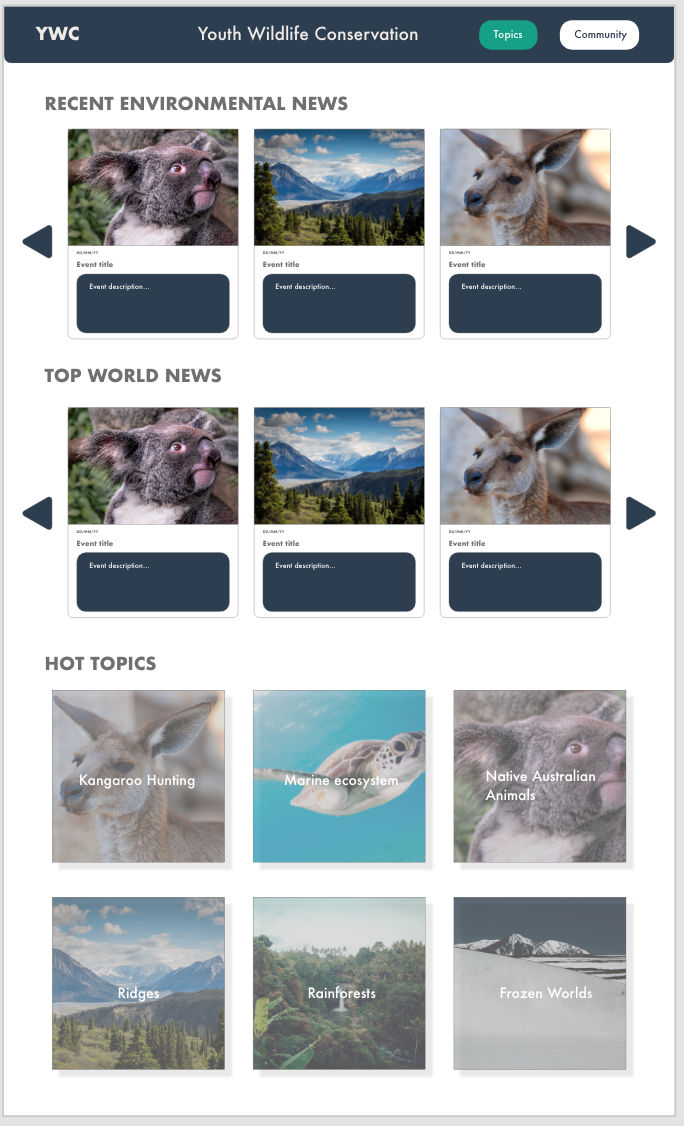 YWC
Youth Wildlife Conservation
Topics
Community
RECENT ENVIRONMENTAL NEWS
DD/MM/YY
Event title
Event description...
DD/MM/YY
Event title
Event description...
DD/MM/YY
Event title
Event description...
TOP WORLD NEWS
DD/MM/YY
Event title
Event description...
DD/MM/YY
Event title
Event description...
DD/MM/YY
Event title
Event description...
HOT TOPICS
Kangaroo Hunting
Marine ecosystem
Native Australian
Animals
Ridges
Rainforests
Frozen Worlds